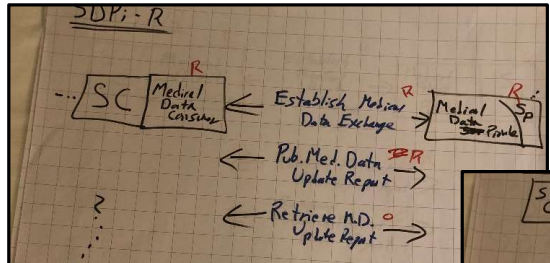 SDPi-R
R
... SC Medical
Data
Consumer
Establish Medical R
Data Exchange
R
Medical
Data
Provide
SP
Pub. Med. Data R
Update Report
Retrieve M.D. o
Update Report
?
S